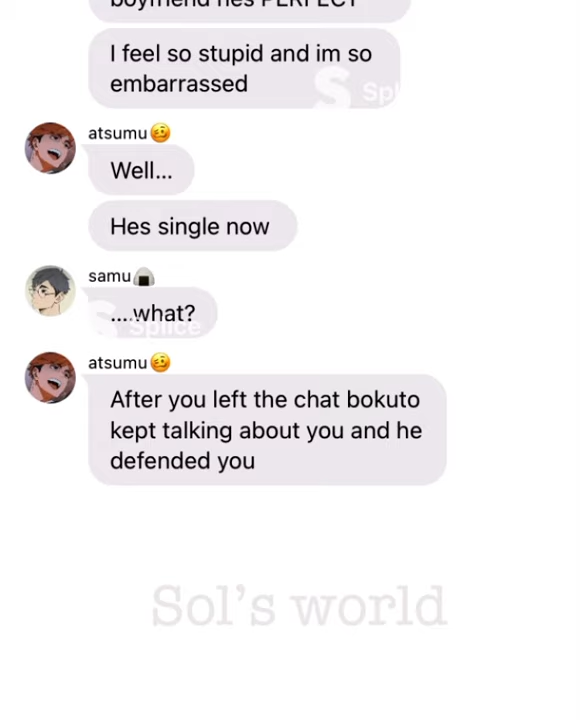 boyfriend hes PERFECT
I feel so stupid and im so
embarrassed
S Spl
atsumu🥴
Well...
Hes single now
samu🍙
....what?
S Splice
atsumu🥴
After you left the chat bokuto
kept talking about you and he
defended you
Sol's world